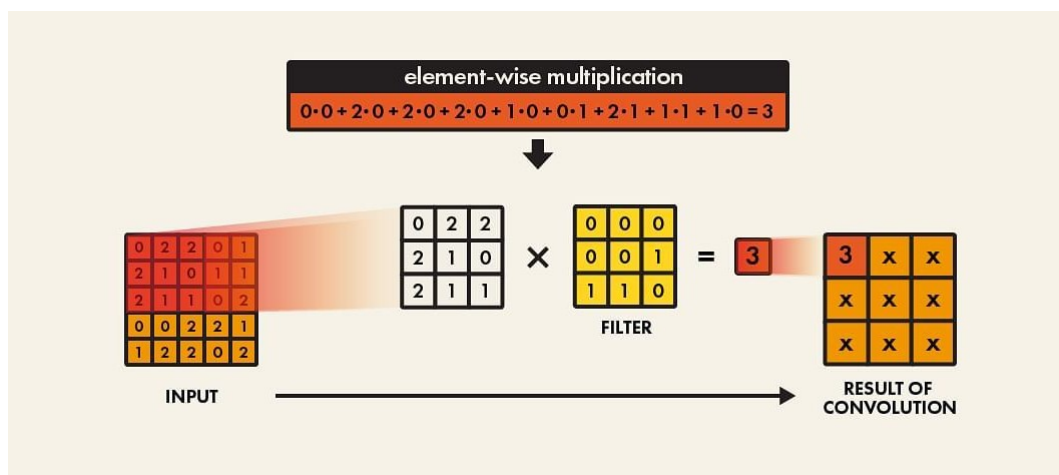 element-wise multiplication
0·0 + 2·0 + 2·0 + 2·0 + 1·0 + 0·1 + 2·1 + 1·1 + 1·0 = 3
0 2 2 0 1
2 1 0 1 1
2 1 1 0 2
0 0 2 2 1
1 2 2 0 2
INPUT
0 2 2
2 1 0
2 1 1
×
0 0 0
0 0 1
1 1 0
FILTER
=
3
3 x x
x x x
x x x
RESULT OF
CONVOLUTION